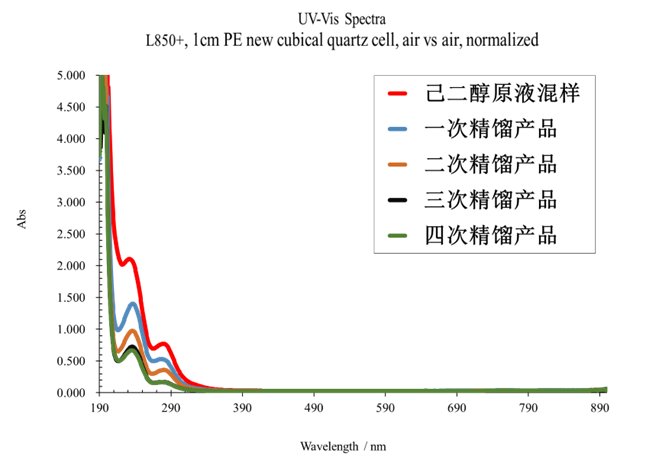 UV-Vis Spectra
L850+, 1cm PE new cubical quartz cell, air vs air, normalized
己二醇原液混样
一次精馏产品
二次精馏产品
三次精馏产品
四次精馏产品
Abs
5.000
4.500
4.000
3.500
3.000
2.500
2.000
1.500
1.000
0.500
0.000
190 290 390 490 590 690 790 890
Wavelength / nm